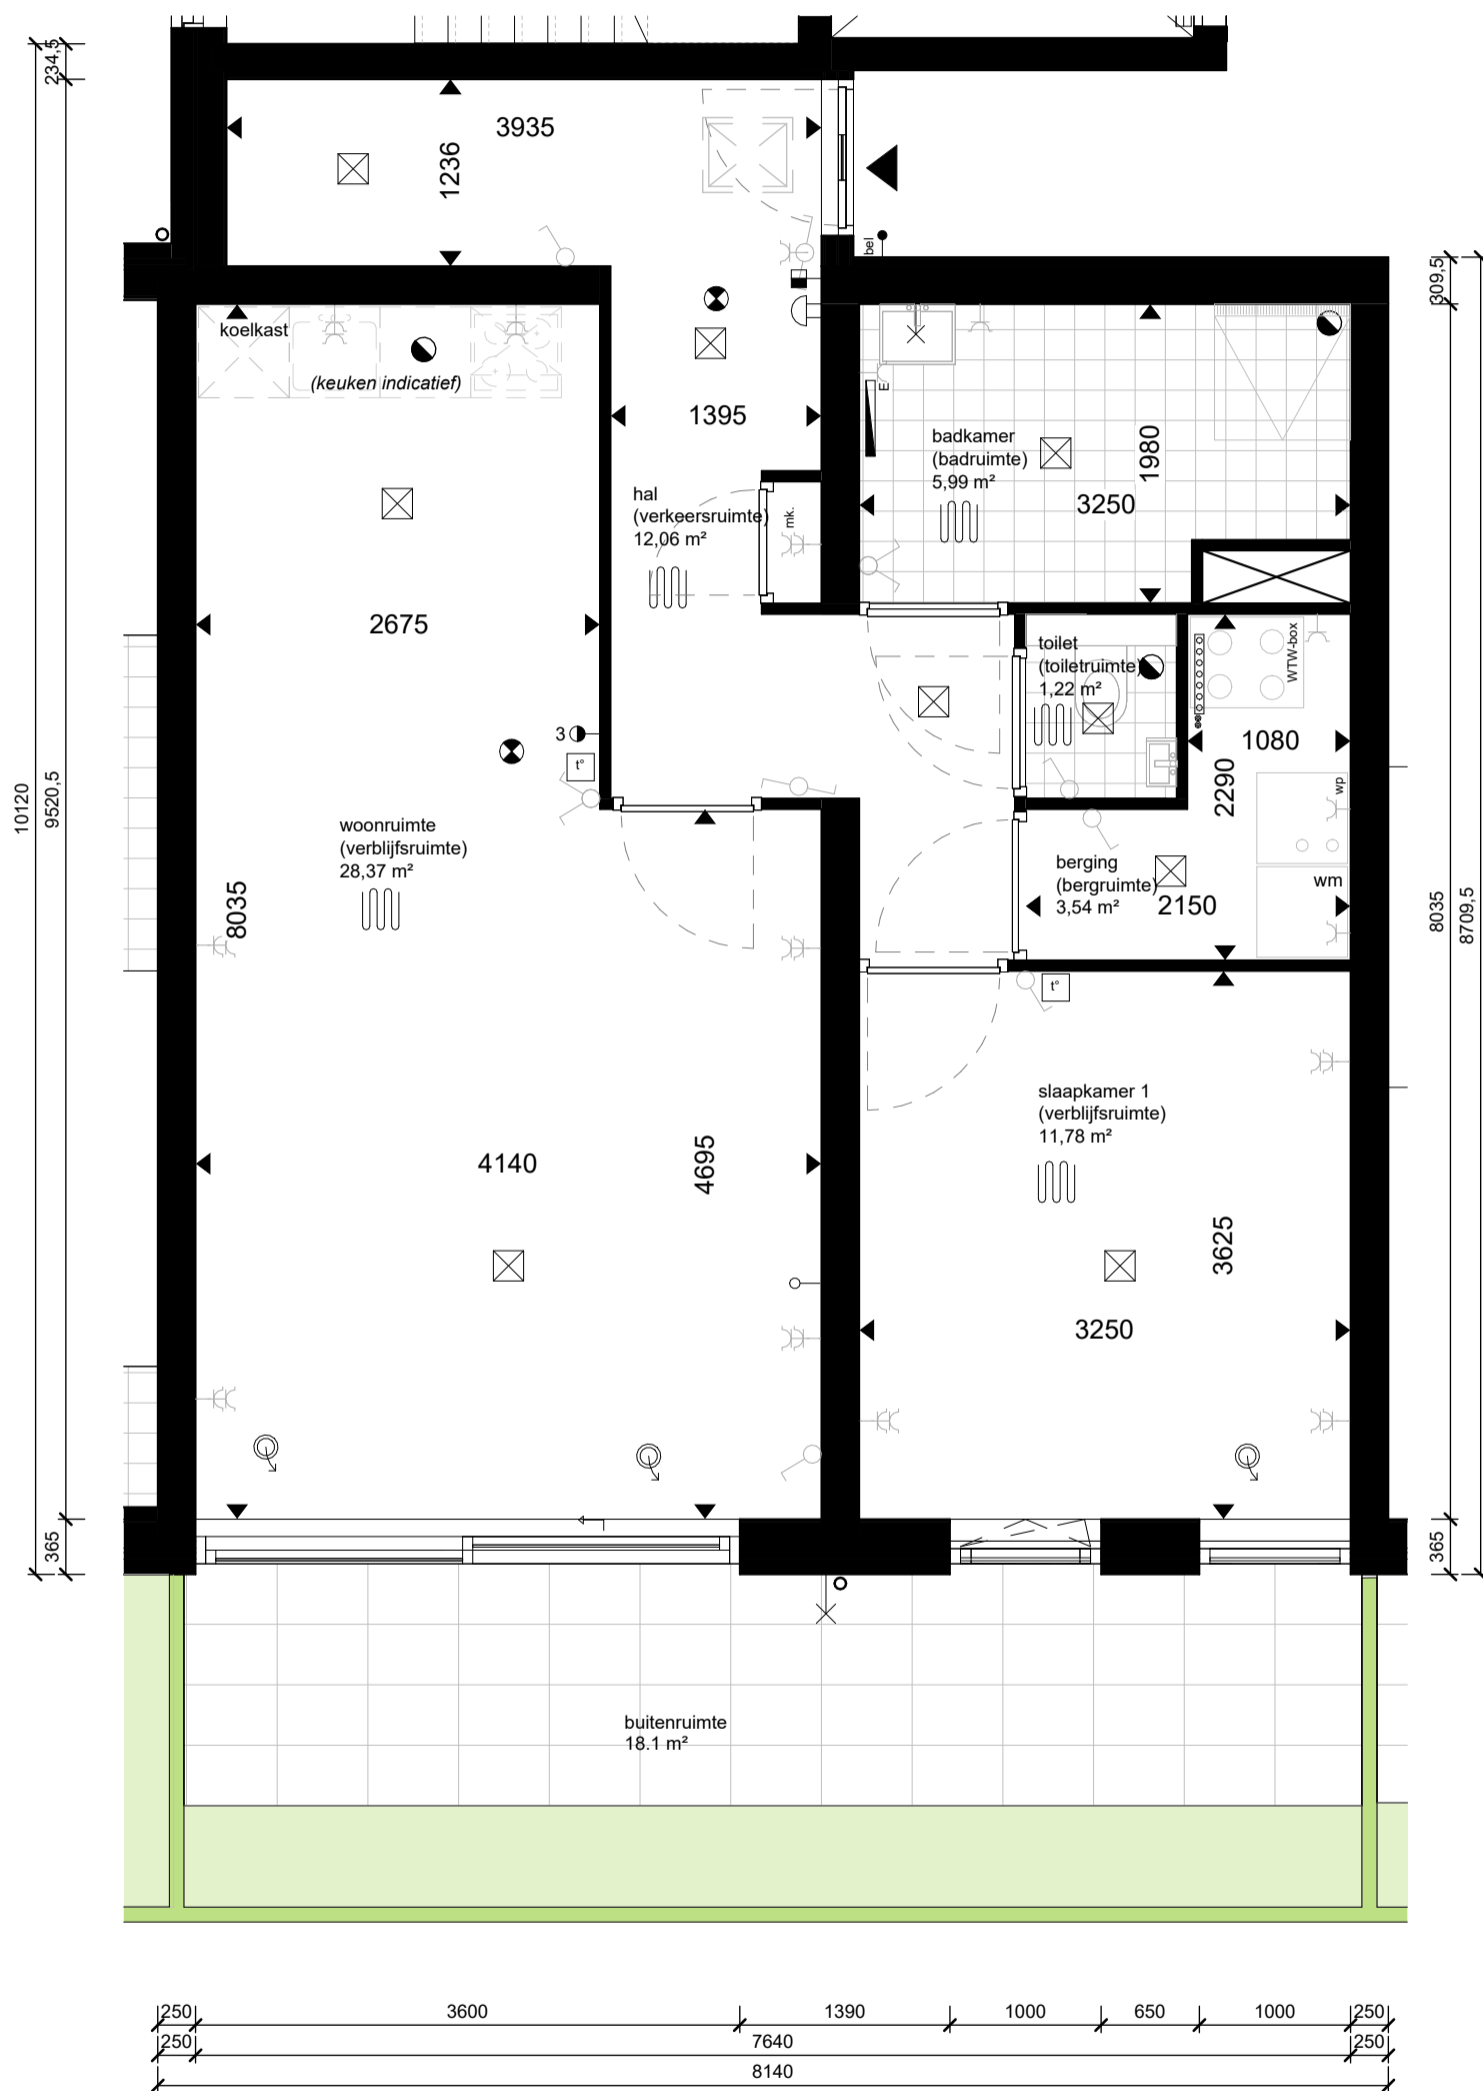 234,5
3935
1236
bel
309,5
koelkast
(keuken indicatief)
1395
E
badkamer
(badruimte)
5,99 m²
1980
3250
hal
(verkeersruimte)
12,06 m²
mk.
2675
toilet
(toiletruimte)
1,22 m²
WTW-box
1080
2290
wp
3
t°
10120
9520,5
woonruimte
(verblijfsruimte)
28,37 m²
8035
berging
(bergruimte)
3,54 m²
2150
wm
8035
8709,5
t°
slaapkamer 1
(verblijfsruimte)
11,78 m²
4140
4695
3625
3250
365
365
buitenruimte
18.1 m²
250
3600
1390
1000
650
1000
250
250
7640
250
8140